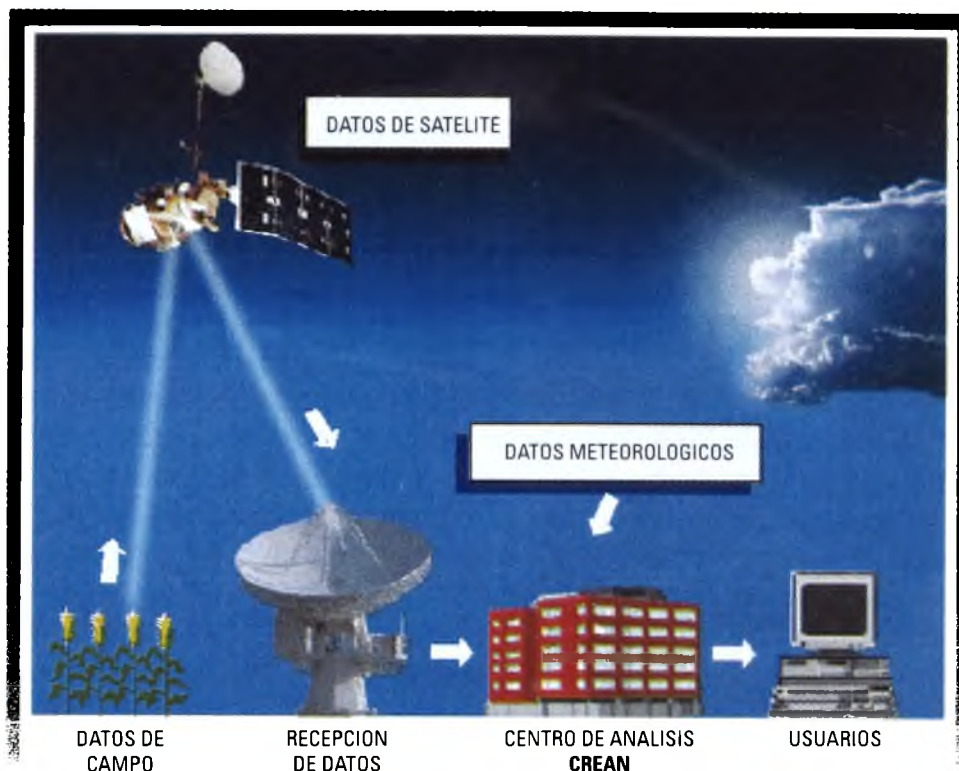 DATOS DE SATELITE
DATOS METEOROLOGICOS
DATOS DE
CAMPO
RECEPCION
DE DATOS
CENTRO DE ANALISIS
CREAN
USUARIOS